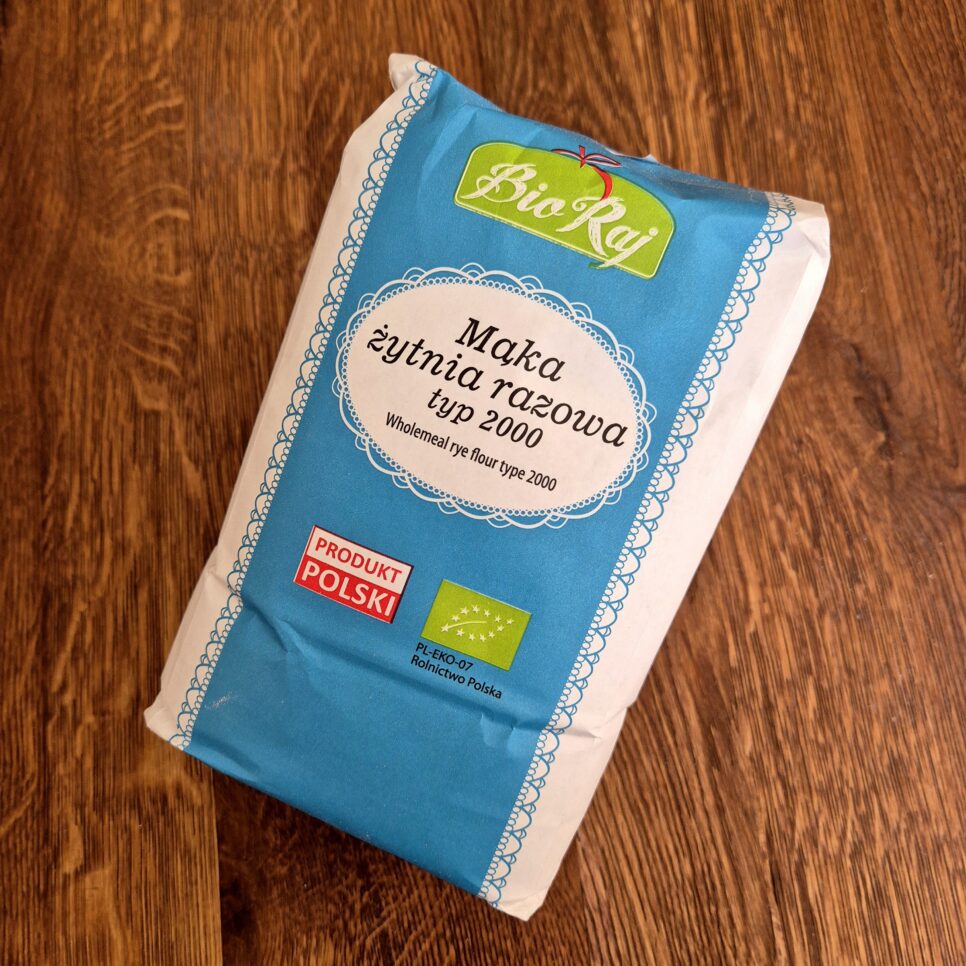 Bio Raj
Mąka
żytnia razowa
typ 2000
Wholemeal rye flour type 2000
PRODUKT
POLSKI
PL-EKO-07
Rolnictwo Polska